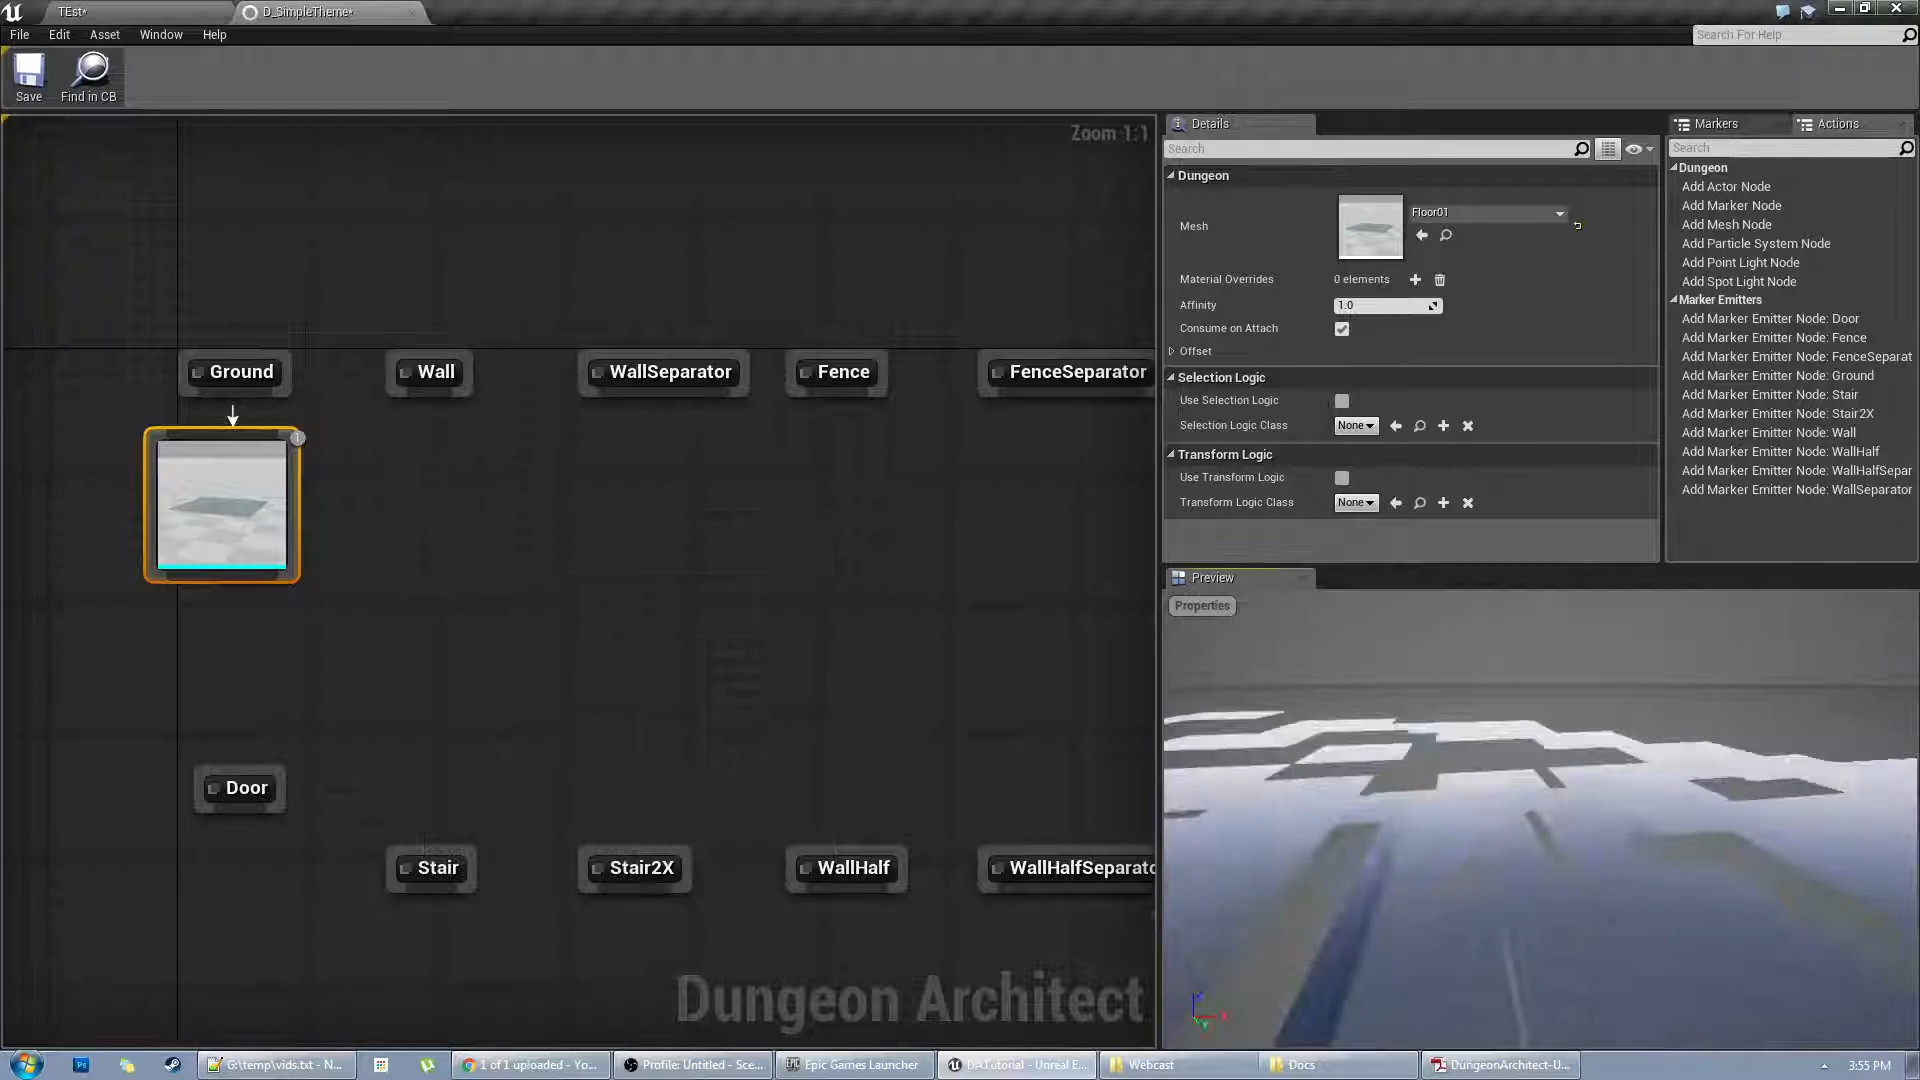 TEst*
D_SimpleTheme*
File Edit Asset Window Help
Search For Help
Save
Find in CB
Zoom 1:1
Ground
Wall
WallSeparator
Fence
FenceSeparator
1
Door
Stair
Stair2X
WallHalf
WallHalfSeparato
Dungeon Architect
Details
Search
Dungeon
Mesh
Floor01
Material Overrides
0 elements
Affinity
1.0
Consume on Attach
Offset
Selection Logic
Use Selection Logic
Selection Logic Class
None
Transform Logic
Use Transform Logic
Transform Logic Class
None
Markers
Actions
Search
Dungeon
Add Actor Node
Add Marker Node
Add Mesh Node
Add Particle System Node
Add Point Light Node
Add Spot Light Node
Marker Emitters
Add Marker Emitter Node: Door
Add Marker Emitter Node: Fence
Add Marker Emitter Node: FenceSeparat
Add Marker Emitter Node: Ground
Add Marker Emitter Node: Stair
Add Marker Emitter Node: Stair2X
Add Marker Emitter Node: Wall
Add Marker Emitter Node: WallHalf
Add Marker Emitter Node: WallHalfSepar
Add Marker Emitter Node: WallSeparator
Preview
Properties
G:\temp\vids.txt - N...
1 of 1 uploaded - Yo...
Profile: Untitled - Sce...
Epic Games Launcher
DATutorial - Unreal E...
Webcast
Docs
DungeonArchitect-U...
3:55 PM